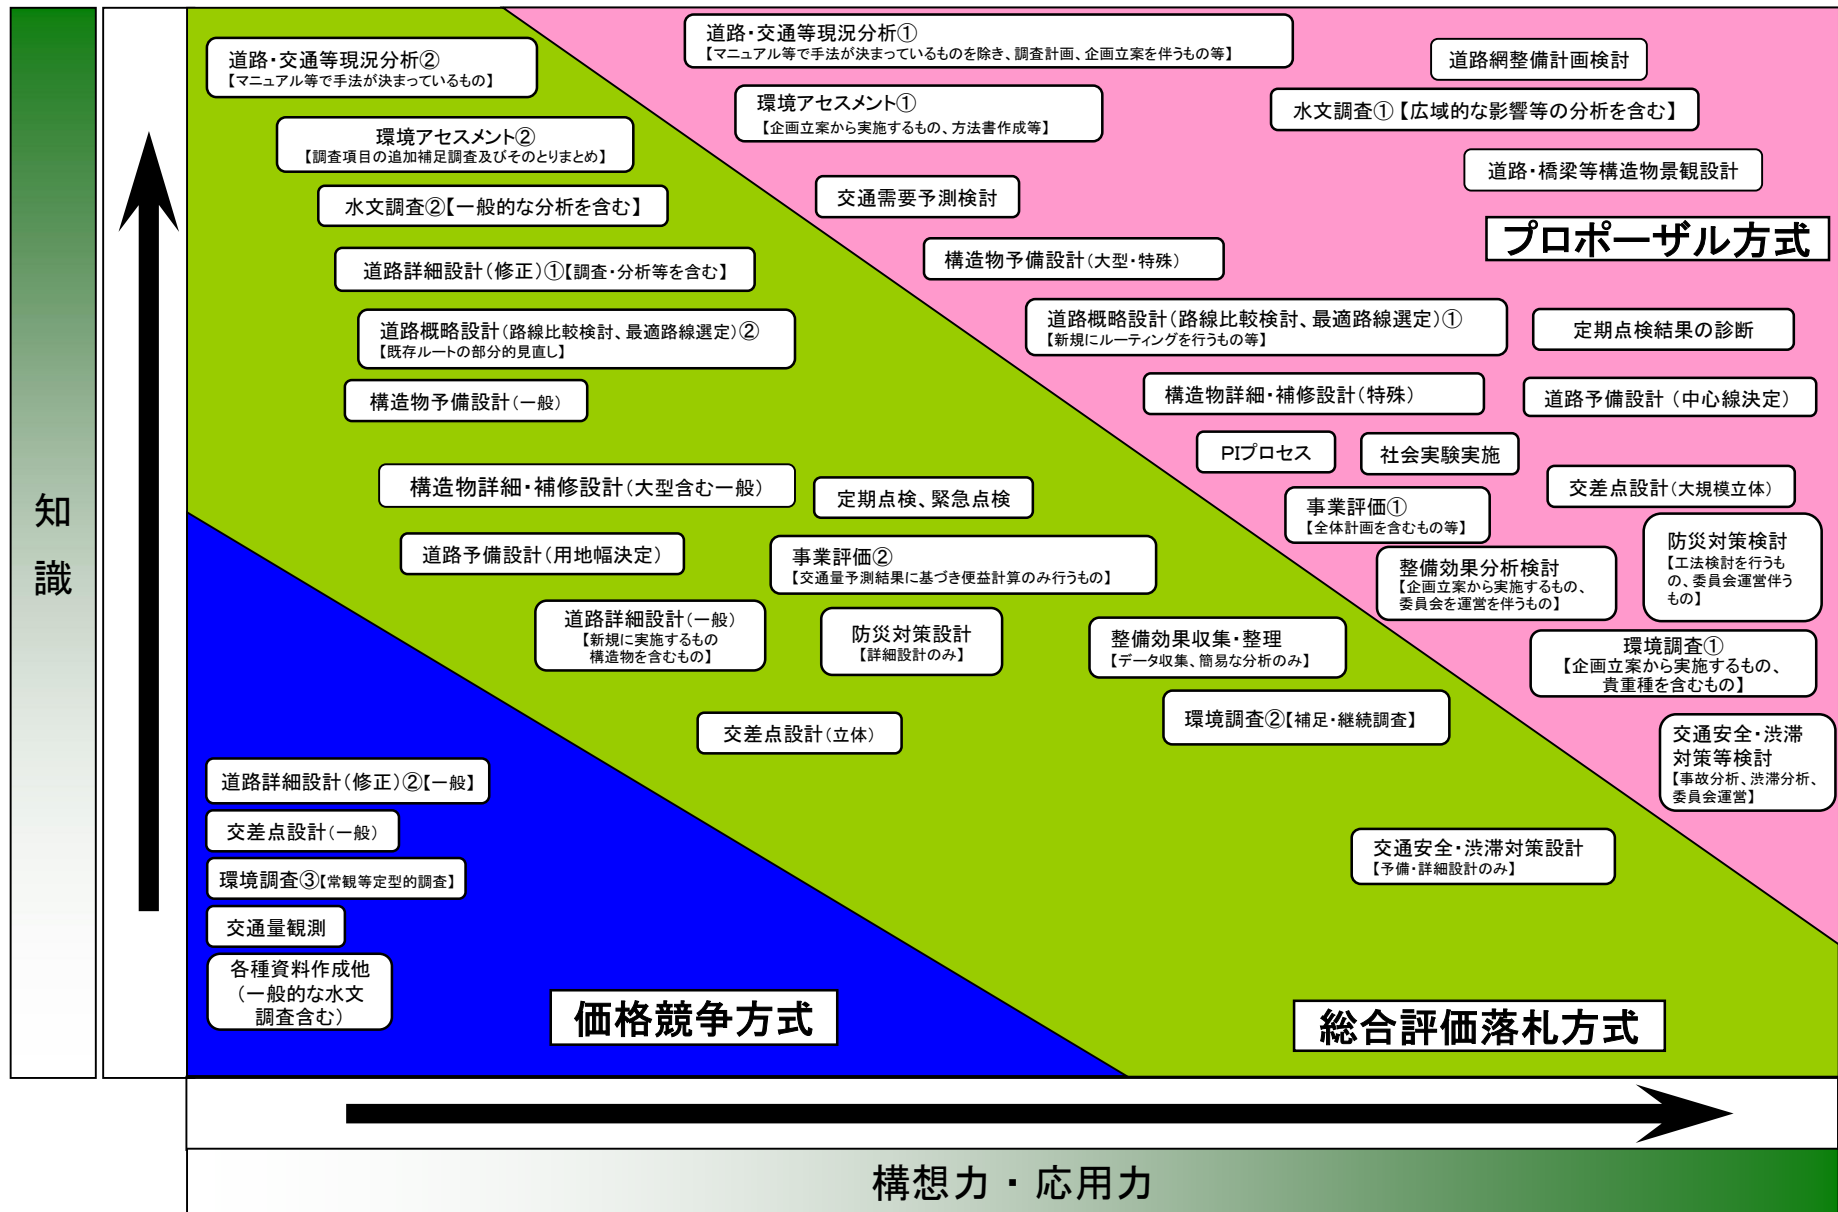 知
識
道路・交通等現況分析②
【マニュアル等で手法が決まっているもの】
環境アセスメント②
【調査項目の追加補足調査及びそのとりまとめ】
水文調査②【一般的な分析を含む】
道路詳細設計（修正）①【調査・分析等を含む】
道路概略設計（路線比較検討、最適路線選定）②
【既存ルートの部分的見直し】
構造物予備設計（一般）
構造物詳細・補修設計（大型含む一般）
定期点検、緊急点検
道路予備設計（用地幅決定）
事業評価②
【交通量予測結果に基づき便益計算のみ行うもの】
道路詳細設計（一般）
【新規に実施するもの
構造物を含むもの】
防災対策設計
【詳細設計のみ】
整備効果収集・整理
【データ収集、簡易な分析のみ】
環境調査②【補足・継続調査】
交差点設計（立体）
交通安全・渋滞対策設計
【予備・詳細設計のみ】
総合評価落札方式
道路・交通等現況分析①
【マニュアル等で手法が決まっているものを除き、調査計画、企画立案を伴うもの等】
道路網整備計画検討
環境アセスメント①
【企画立案から実施するもの、方法書作成等】
水文調査①【広域的な影響等の分析を含む】
道路・橋梁等構造物景観設計
交通需要予測検討
プロポーザル方式
構造物予備設計（大型・特殊）
道路概略設計（路線比較検討、最適路線選定）①
【新規にルーティングを行うもの等】
定期点検結果の診断
構造物詳細・補修設計（特殊）
道路予備設計（中心線決定）
PIプロセス
社会実験実施
交差点設計（大規模立体）
事業評価①
【全体計画を含むもの等】
防災対策検討
【工法検討を行うも
の、委員会運営伴う
もの】
整備効果分析検討
【企画立案から実施するもの、
委員会を運営を伴うもの】
環境調査①
【企画立案から実施するもの、
貴重種を含むもの】
交通安全・渋滞
対策等検討
【事故分析、渋滞分析、
委員会運営】
道路詳細設計（修正）②【一般】
交差点設計（一般）
環境調査③【常観等定型的調査】
交通量観測
各種資料作成他
（一般的な水文
調査含む）
価格競争方式
構想力・応用力